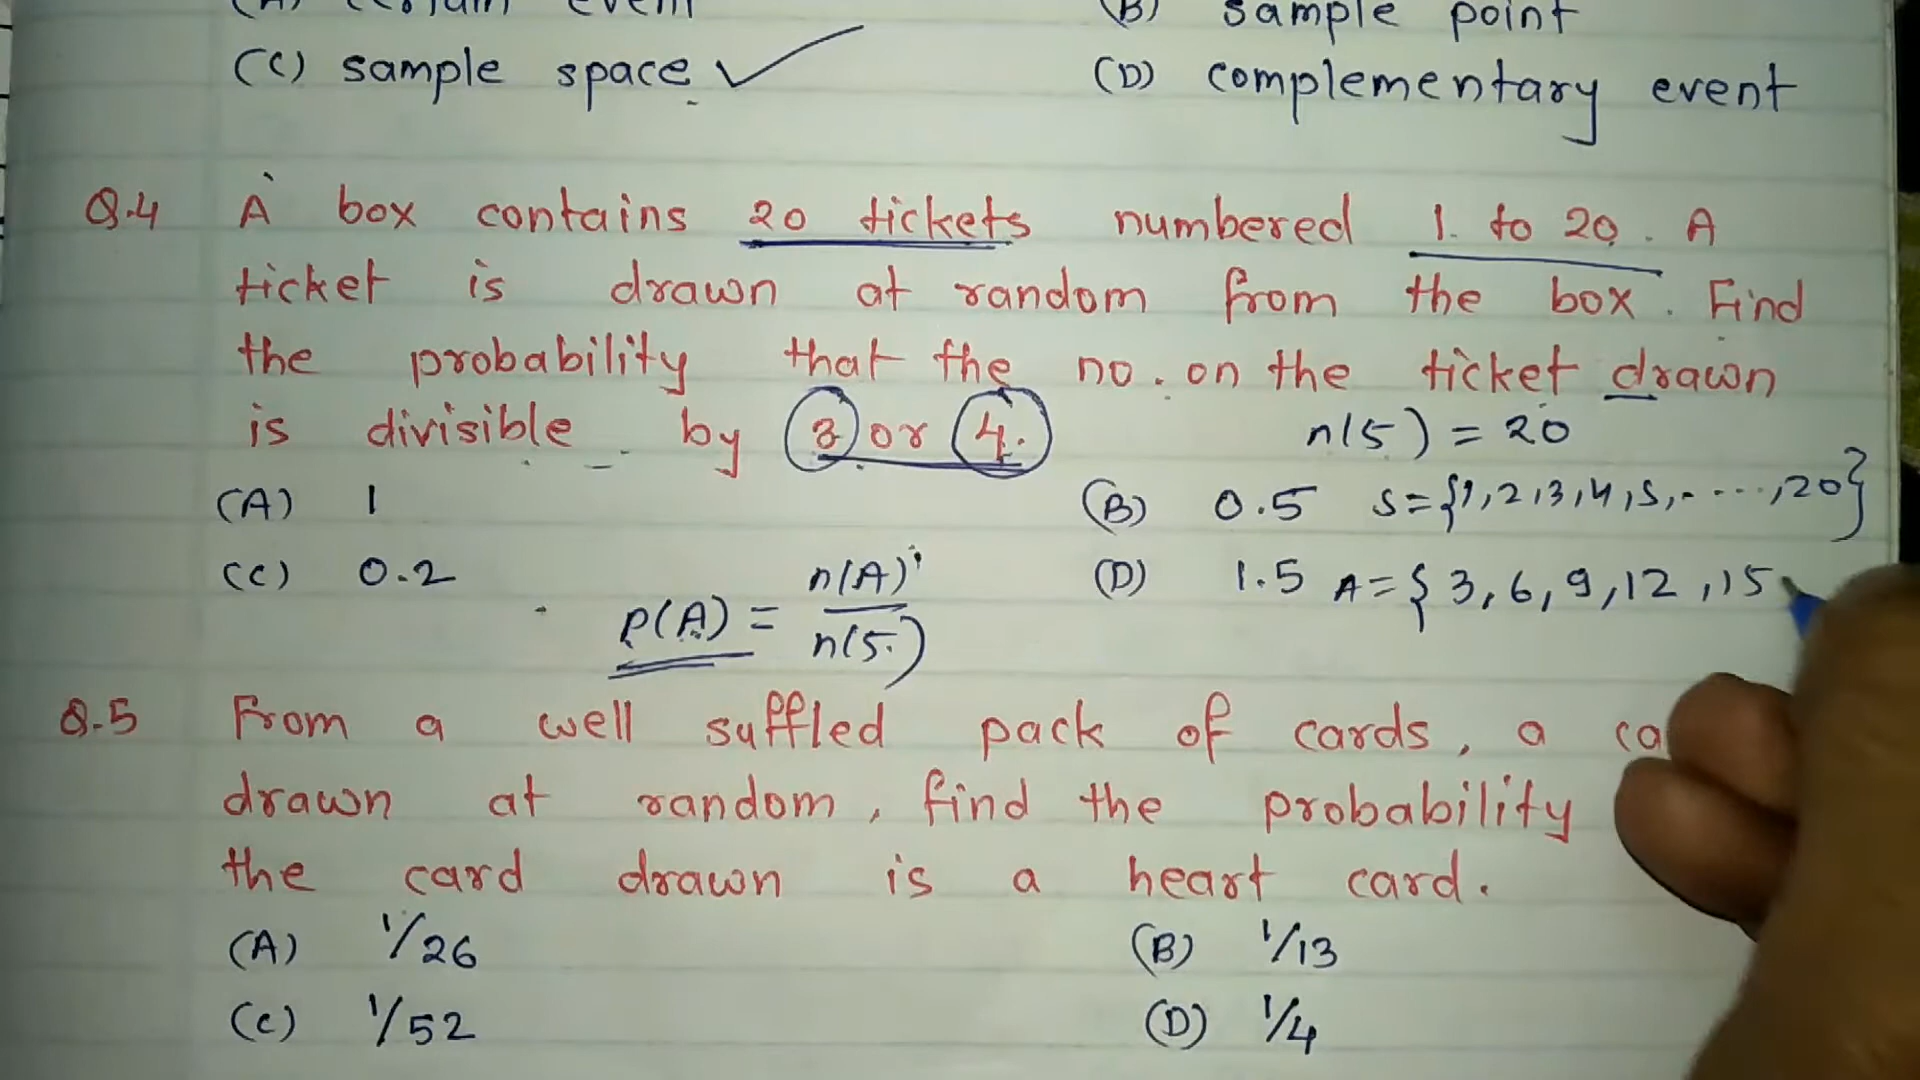 (A) certain event (B) sample point
(C) sample space ✓ (D) complementary event
Q.4 A box contains 20 tickets numbered 1 to 20. A
ticket is drawn at random from the box. Find
the probability that the no. on the ticket drawn
is divisible by 3 or 4.
n(S) = 20
(A) 1 (B) 0.5 S={1,2,3,4,5,.....,20}
(C) 0.2 (D) 1.5 A={3,6,9,12,15
P(A) = n(A)
n(S)
Q.5 From a well suffled pack of cards, a ca
drawn at random, find the probability
the card drawn is a heart card.
(A) 1/26 (B) 1/13
(C) 1/52 (D) 1/4